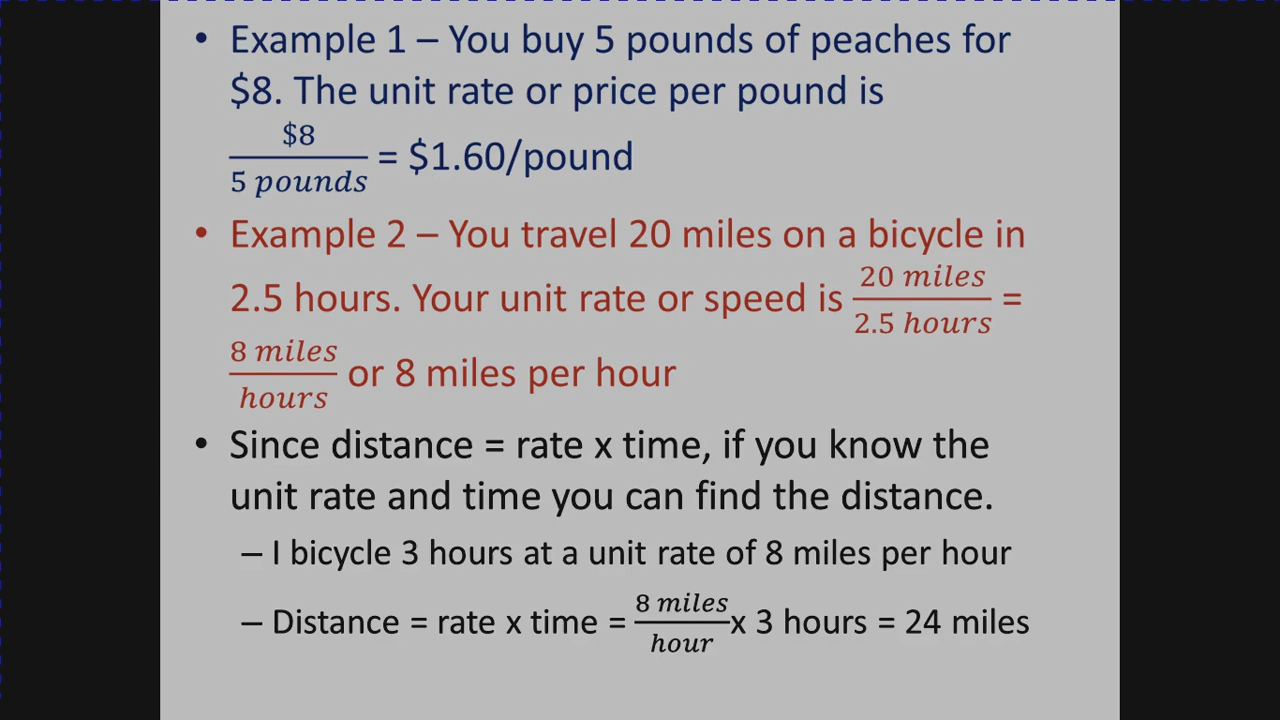 • Example 1 – You buy 5 pounds of peaches for
$8. The unit rate or price per pound is
$8 / 5 pounds = $1.60/pound
• Example 2 – You travel 20 miles on a bicycle in
2.5 hours. Your unit rate or speed is 20 miles / 2.5 hours =
8 miles / hours or 8 miles per hour
• Since distance = rate x time, if you know the
unit rate and time you can find the distance.
– I bicycle 3 hours at a unit rate of 8 miles per hour
– Distance = rate x time = 8 miles / hour x 3 hours = 24 miles